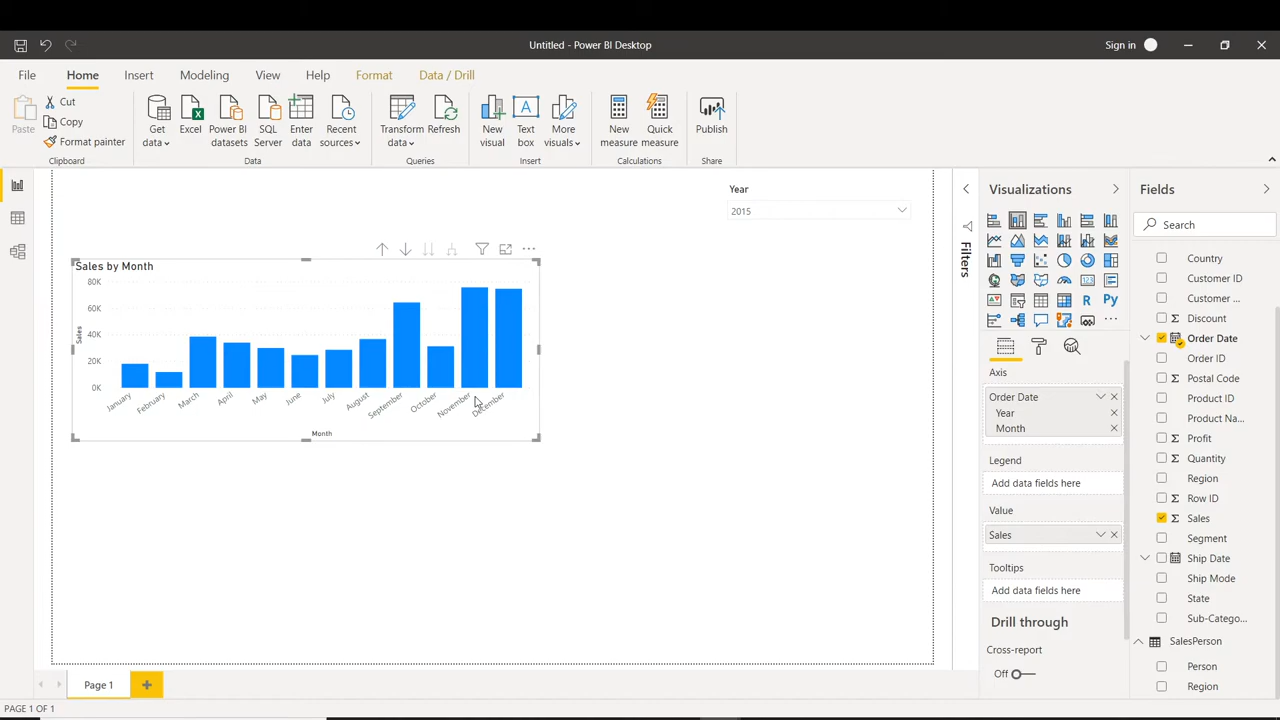 Untitled - Power BI Desktop
Sign in
File Home Insert Modeling View Help Format Data / Drill
Paste
Cut
Copy
Format painter
Clipboard
Get data
Excel
Power BI datasets
SQL Server
Enter data
Recent sources
Data
Transform data
Refresh
Queries
New visual
Text box
More visuals
Insert
New measure
Quick measure
Calculations
Publish
Share
Year
2015
Sales by Month
80K
60K
40K
20K
0K
Sales
January February March April May June July August September October November December
Month
Filters
Visualizations
R Py
123
Axis
Order Date
Year
Month
Legend
Add data fields here
Value
Sales
Tooltips
Add data fields here
Drill through
Cross-report
Off
Fields
Search
Country
Customer ID
Customer ...
Discount
Order Date
Order ID
Postal Code
Product ID
Product Na...
Profit
Quantity
Region
Row ID
Sales
Segment
Ship Date
Ship Mode
State
Sub-Catego...
SalesPerson
Person
Region
Page 1
PAGE 1 OF 1